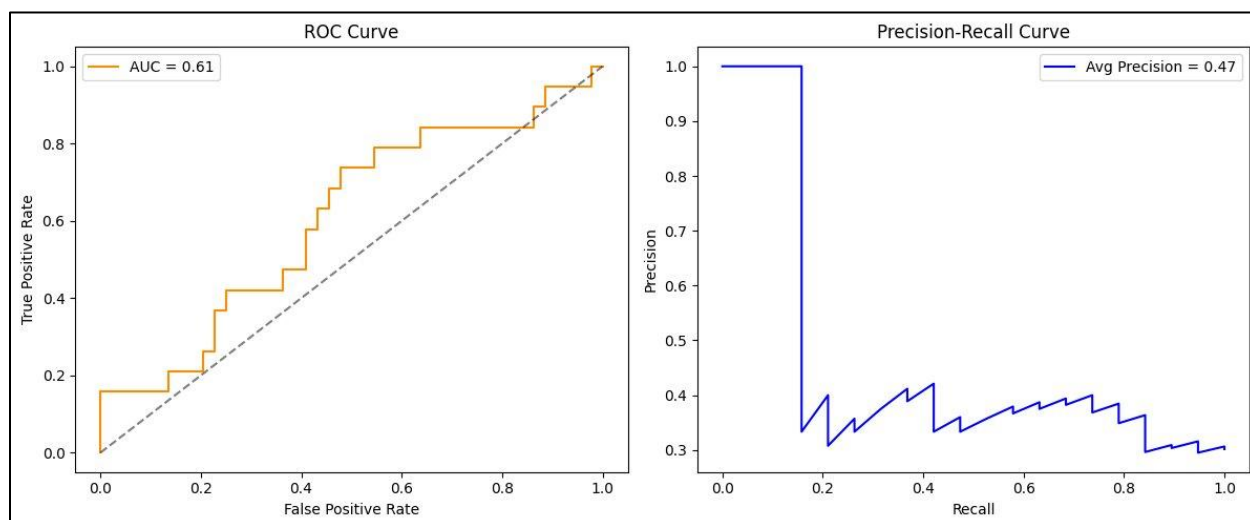 ROC Curve
AUC = 0.61
1.0
0.8
0.6
0.4
0.2
0.0
True Positive Rate
0.0 0.2 0.4 0.6 0.8 1.0
False Positive Rate
Precision-Recall Curve
Avg Precision = 0.47
1.0
0.9
0.8
0.7
0.6
0.5
0.4
0.3
Precision
0.0 0.2 0.4 0.6 0.8 1.0
Recall